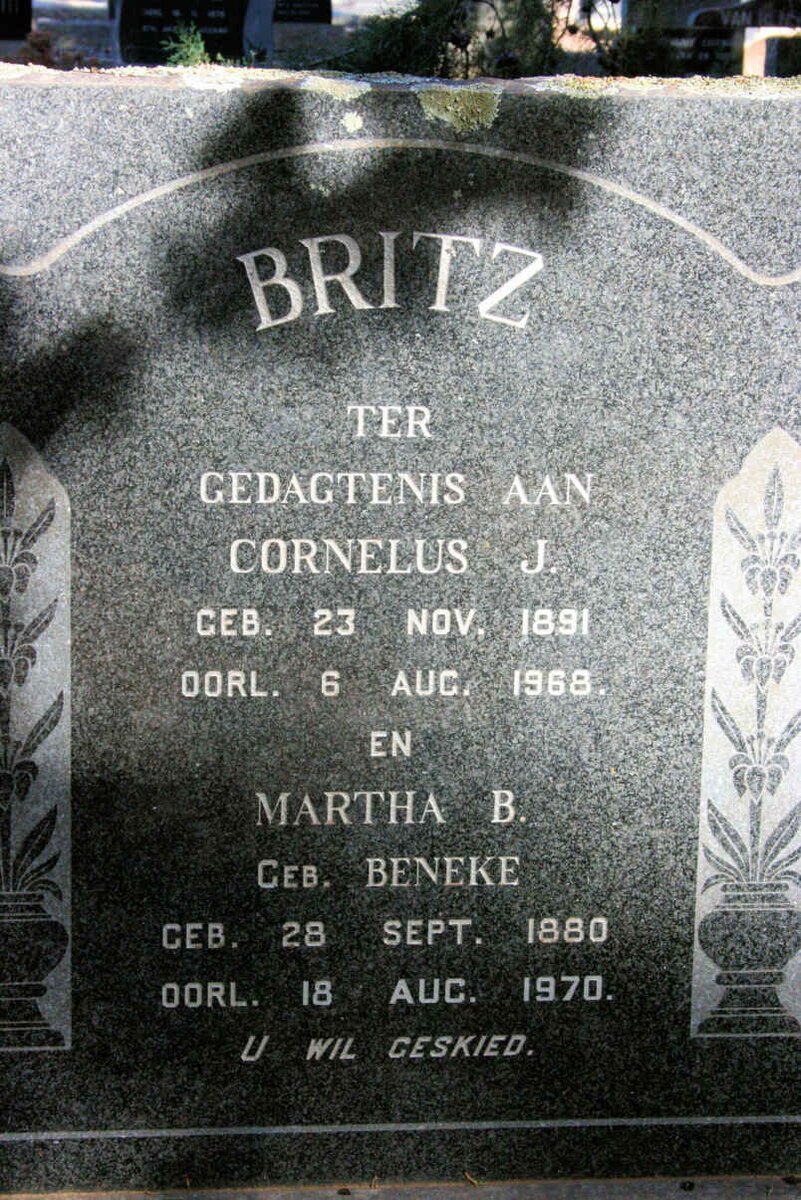 BRITZ
TER
GEDAGTENIS AAN
CORNELUS J.
GEB. 23 NOV. 1891
OORL. 6 AUG. 1968.
EN
MARTHA B.
GEB. BENEKE
GEB. 28 SEPT. 1880
OORL. 18 AUG. 1970.
U WIL GESKIED.